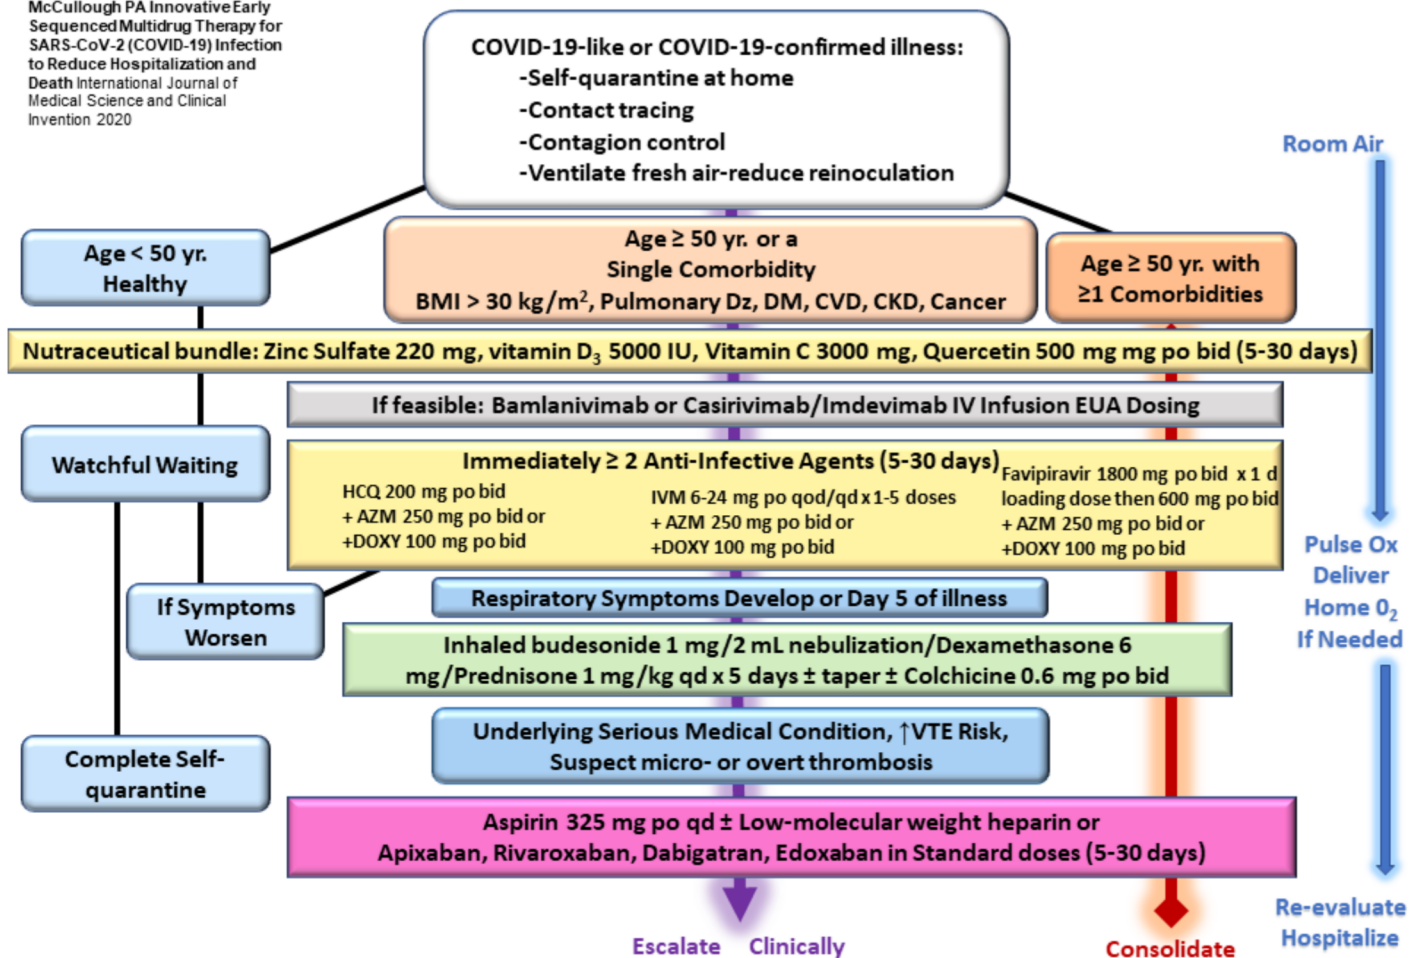 McCullough PA Innovative Early
Sequenced Multidrug Therapy for
SARS-CoV-2 (COVID-19) Infection
to Reduce Hospitalization and
Death International Journal of
Medical Science and Clinical
Invention 2020
COVID-19-like or COVID-19-confirmed illness:
-Self-quarantine at home
-Contact tracing
-Contagion control
-Ventilate fresh air-reduce reinoculation
Room Air
Age < 50 yr.
Healthy
Age ≥ 50 yr. or a
Single Comorbidity
BMI > 30 kg/m², Pulmonary Dz, DM, CVD, CKD, Cancer
Age ≥ 50 yr. with
≥1 Comorbidities
Nutraceutical bundle: Zinc Sulfate 220 mg, vitamin D₃ 5000 IU, Vitamin C 3000 mg, Quercetin 500 mg mg po bid (5-30 days)
If feasible: Bamlanivimab or Casirivimab/Imdevimab IV Infusion EUA Dosing
Watchful Waiting
Immediately ≥ 2 Anti-Infective Agents (5-30 days)
HCQ 200 mg po bid
+ AZM 250 mg po bid or
+DOXY 100 mg po bid
IVM 6-24 mg po qod/qd x 1-5 doses
+ AZM 250 mg po bid or
+DOXY 100 mg po bid
Favipiravir 1800 mg po bid x 1 d
loading dose then 600 mg po bid
+ AZM 250 mg po bid or
+DOXY 100 mg po bid
Pulse Ox
Deliver
Home 0₂
If Needed
If Symptoms
Worsen
Respiratory Symptoms Develop or Day 5 of illness
Inhaled budesonide 1 mg/2 mL nebulization/Dexamethasone 6
mg/Prednisone 1 mg/kg qd x 5 days ± taper ± Colchicine 0.6 mg po bid
Underlying Serious Medical Condition, ↑VTE Risk,
Suspect micro- or overt thrombosis
Complete Self-
quarantine
Aspirin 325 mg po qd ± Low-molecular weight heparin or
Apixaban, Rivaroxaban, Dabigatran, Edoxaban in Standard doses (5-30 days)
Escalate Clinically
Consolidate
Re-evaluate
Hospitalize